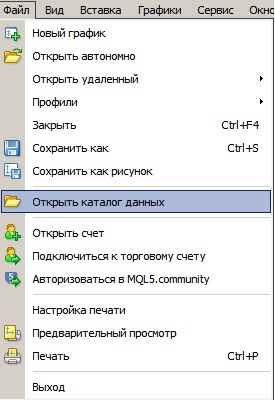 Файл Вид Вставка Графики Сервис Окно
Новый график
Открыть автономно
Открыть удаленный
Профили
Закрыть Ctrl+F4
Сохранить как Ctrl+S
Сохранить как рисунок
Открыть каталог данных
Открыть счет
Подключиться к торговому счету
Авторизоваться в MQL5.community
Настройка печати
Предварительный просмотр
Печать Ctrl+P
Выход